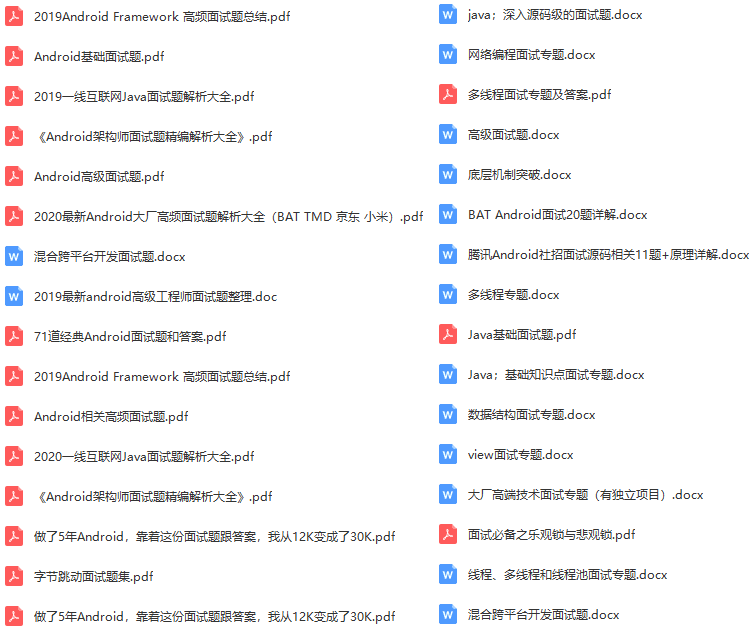 2019Android Framework 高频面试题总结.pdf
Android基础面试题.pdf
2019一线互联网Java面试题解析大全.pdf
《Android架构师面试题精编解析大全》.pdf
Android高级面试题.pdf
2020最新Android大厂高频面试题解析大全（BAT TMD 京东 小米）.pdf
混合跨平台开发面试题.docx
2019最新android高级工程师面试题整理.doc
71道经典Android面试题和答案.pdf
2019Android Framework 高频面试题总结.pdf
Android相关高频面试题.pdf
2020一线互联网Java面试题解析大全.pdf
《Android架构师面试题精编解析大全》.pdf
做了5年Android，靠着这份面试题跟答案，我从12K变成了30K.pdf
字节跳动面试题集.pdf
做了5年Android，靠着这份面试题跟答案，我从12K变成了30K.pdf
java；深入源码级的面试题.docx
网络编程面试专题.docx
多线程面试专题及答案.pdf
高级面试题.docx
底层机制突破.docx
BAT Android面试20题详解.docx
腾讯Android社招面试源码相关11题+原理详解.docx
多线程专题.docx
Java基础面试题.pdf
Java；基础知识点面试专题.docx
数据结构面试专题.docx
view面试专题.docx
大厂高端技术面试专题（有独立项目）.docx
面试必备之乐观锁与悲观锁.pdf
线程、多线程和线程池面试专题.docx
混合跨平台开发面试题.docx